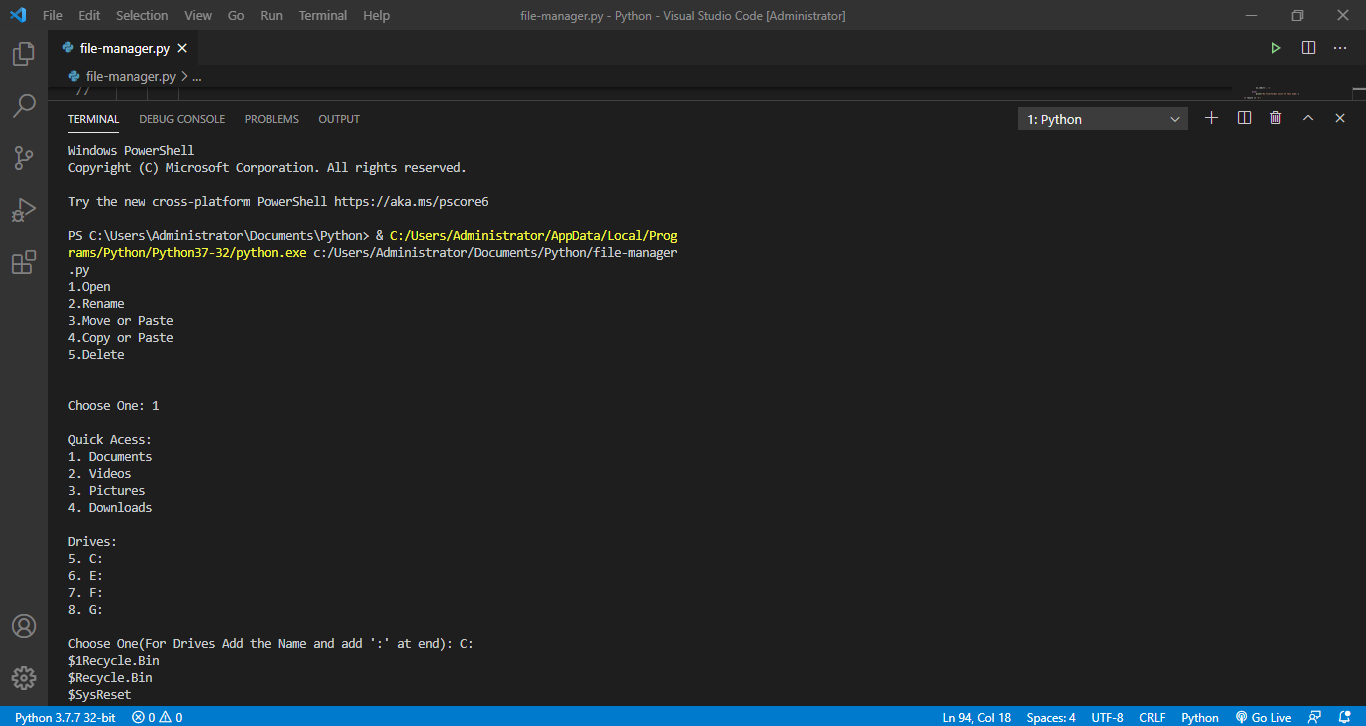 File Edit Selection View Go Run Terminal Help file-manager.py - Python - Visual Studio Code [Administrator]
file-manager.py
file-manager.py > ...
//
TERMINAL DEBUG CONSOLE PROBLEMS OUTPUT 1: Python
Windows PowerShell
Copyright (C) Microsoft Corporation. All rights reserved.
Try the new cross-platform PowerShell https://aka.ms/pscore6
PS C:\Users\Administrator\Documents\Python> & C:/Users/Administrator/AppData/Local/Prog
rams/Python/Python37-32/python.exe c:/Users/Administrator/Documents/Python/file-manager
.py
1.Open
2.Rename
3.Move or Paste
4.Copy or Paste
5.Delete
Choose One: 1
Quick Acess:
1. Documents
2. Videos
3. Pictures
4. Downloads
Drives:
5. C:
6. E:
7. F:
8. G:
Choose One(For Drives Add the Name and add ':' at end): C:
$1Recycle.Bin
$Recycle.Bin
$SysReset
Python 3.7.7 32-bit 0 0 Ln 94, Col 18 Spaces: 4 UTF-8 CRLF Python Go Live